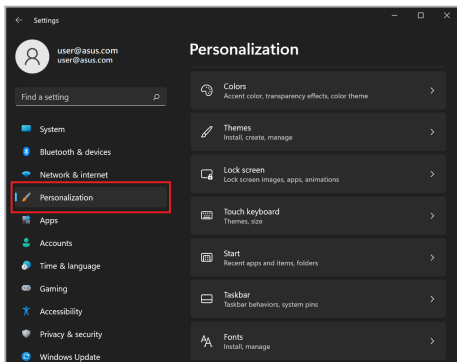 Settings
user@asus.com
user@asus.com
Find a setting
System
Bluetooth & devices
Network & internet
Personalization
Apps
Accounts
Time & language
Gaming
Accessibility
Privacy & security
Windows Update
Personalization
Colors
Accent color, transparency effects, color theme
Themes
Install, create, manage
Lock screen
Lock screen images, apps, animations
Touch keyboard
Themes, size
Start
Recent apps and items, folders
Taskbar
Taskbar behaviors, system pins
Fonts
Install, manage